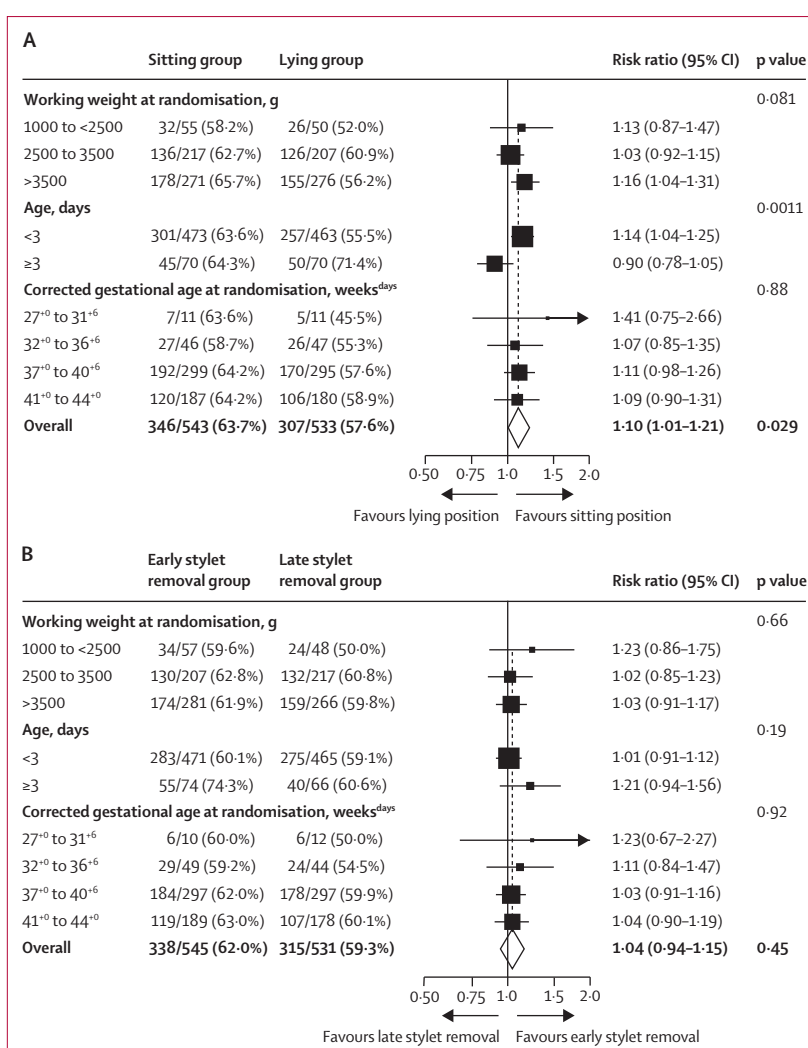 A
Sitting group Lying group Risk ratio (95% CI) p value
Working weight at randomisation, g 0·081
1000 to <2500 32/55 (58·2%) 26/50 (52·0%) 1·13 (0·87–1·47)
2500 to 3500 136/217 (62·7%) 126/207 (60·9%) 1·03 (0·92–1·15)
>3500 178/271 (65·7%) 155/276 (56·2%) 1·16 (1·04–1·31)
Age, days 0·0011
<3 301/473 (63·6%) 257/463 (55·5%) 1·14 (1·04–1·25)
≥3 45/70 (64·3%) 50/70 (71·4%) 0·90 (0·78–1·05)
Corrected gestational age at randomisation, weeks^days 0·88
27⁺⁰ to 31⁺⁶ 7/11 (63·6%) 5/11 (45·5%) 1·41 (0·75–2·66)
32⁺⁰ to 36⁺⁶ 27/46 (58·7%) 26/47 (55·3%) 1·07 (0·85–1·35)
37⁺⁰ to 40⁺⁶ 192/299 (64·2%) 170/295 (57·6%) 1·11 (0·98–1·26)
41⁺⁰ to 44⁺⁰ 120/187 (64·2%) 106/180 (58·9%) 1·09 (0·90–1·31)
Overall 346/543 (63·7%) 307/533 (57·6%) 1·10 (1·01–1·21) 0·029
0·50 0·75 1·0 1·5 2·0
Favours lying position Favours sitting position
B
Early stylet Late stylet
removal group removal group Risk ratio (95% CI) p value
Working weight at randomisation, g 0·66
1000 to <2500 34/57 (59·6%) 24/48 (50·0%) 1·23 (0·86–1·75)
2500 to 3500 130/207 (62·8%) 132/217 (60·8%) 1·02 (0·85–1·23)
>3500 174/281 (61·9%) 159/266 (59·8%) 1·03 (0·91–1·17)
Age, days 0·19
<3 283/471 (60·1%) 275/465 (59·1%) 1·01 (0·91–1·12)
≥3 55/74 (74·3%) 40/66 (60·6%) 1·21 (0·94–1·56)
Corrected gestational age at randomisation, weeks^days 0·92
27⁺⁰ to 31⁺⁶ 6/10 (60·0%) 6/12 (50·0%) 1·23(0·67–2·27)
32⁺⁰ to 36⁺⁶ 29/49 (59·2%) 24/44 (54·5%) 1·11 (0·84–1·47)
37⁺⁰ to 40⁺⁶ 184/297 (62·0%) 178/297 (59·9%) 1·03 (0·91–1·16)
41⁺⁰ to 44⁺⁰ 119/189 (63·0%) 107/178 (60·1%) 1·04 (0·90–1·19)
Overall 338/545 (62·0%) 315/531 (59·3%) 1·04 (0·94–1·15) 0·45
0·50 0·75 1·0 1·5 2·0
Favours late stylet removal Favours early stylet removal